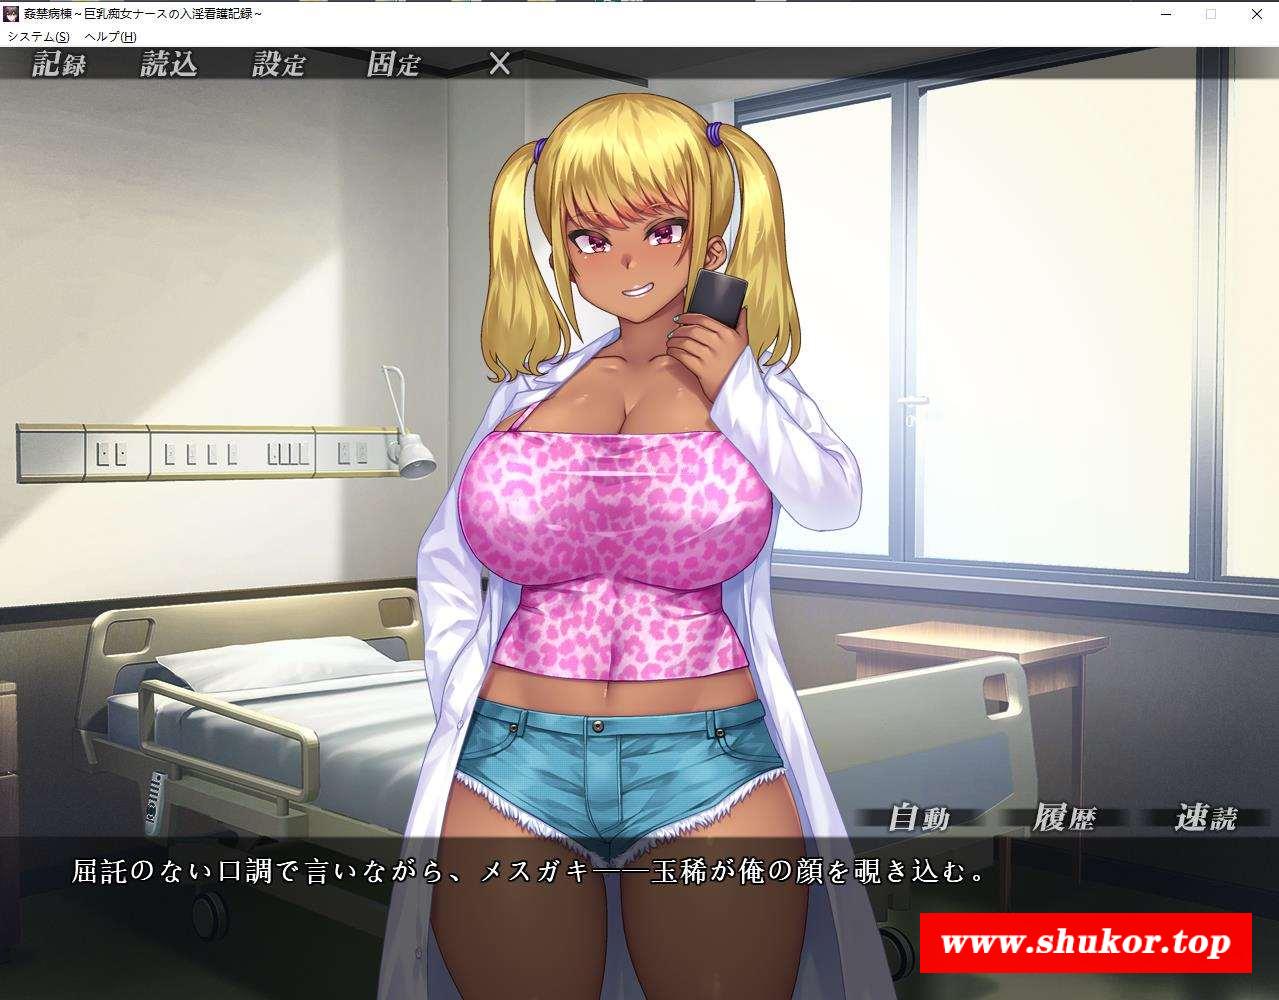 姦禁病棟～巨乳痴女ナースの入淫看護記録～
システム(S) ヘルプ(H)
記録 読込 設定 固定 X
自動 履歴 速読
屈託のない口調で言いながら、メスガキ――玉稀が俺の顔を覗き込む。
www.shukor.top